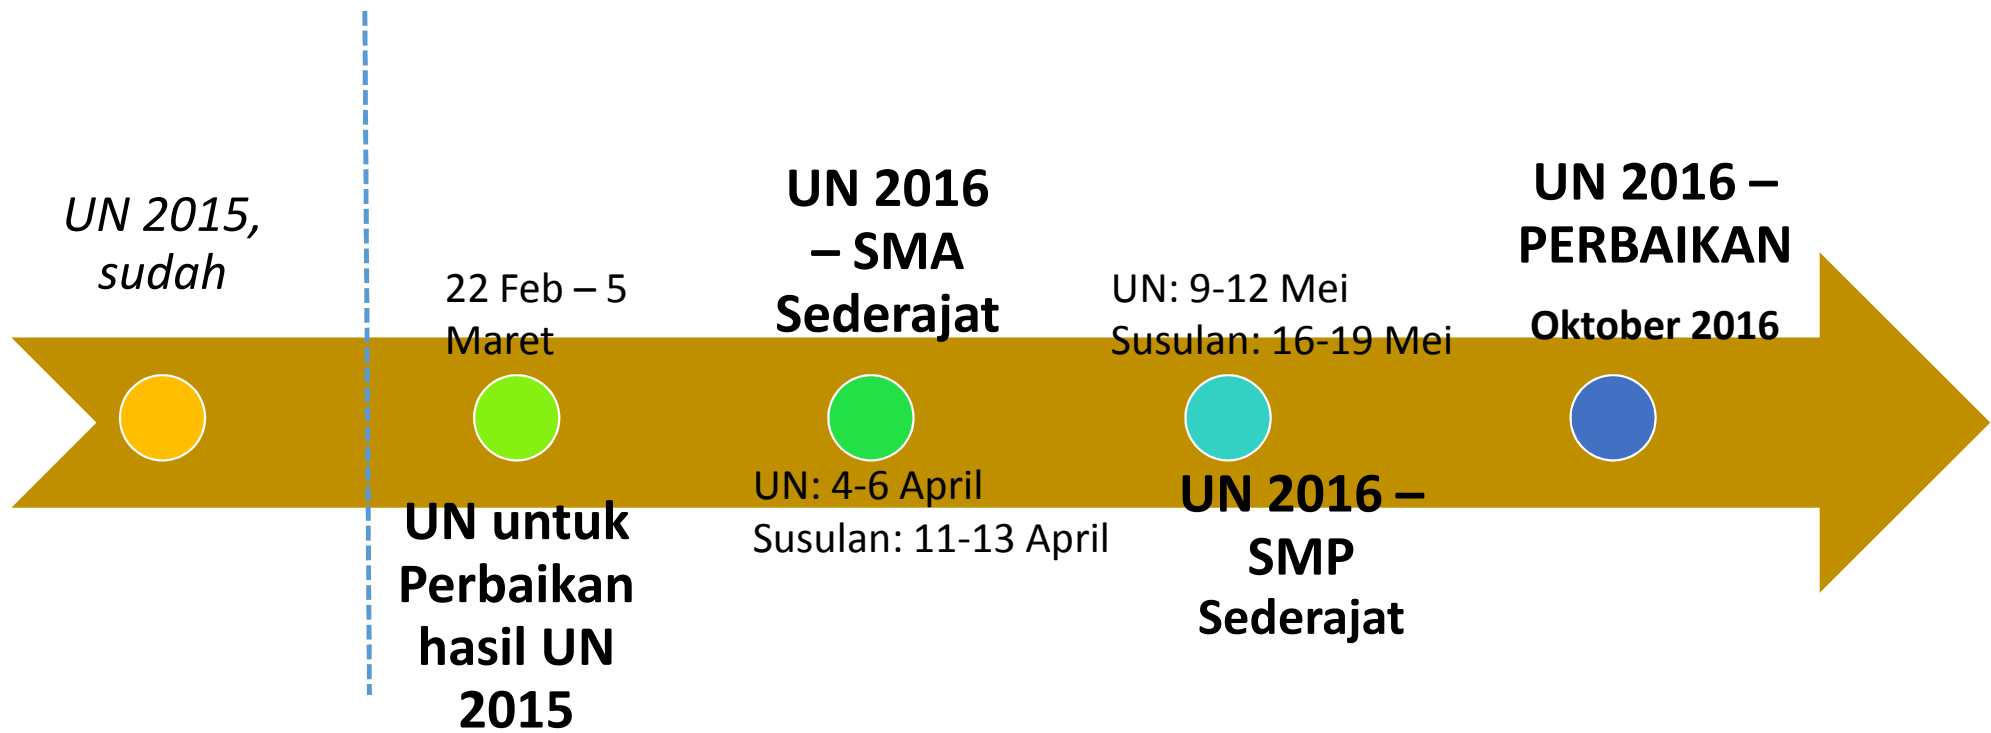 UN 2015,
sudah
22 Feb – 5
Maret
UN untuk
Perbaikan
hasil UN
2015
UN 2016
– SMA
Sederajat
UN: 4-6 April
Susulan: 11-13 April
UN: 9-12 Mei
Susulan: 16-19 Mei
UN 2016 –
SMP
Sederajat
UN 2016 –
PERBAIKAN
Oktober 2016